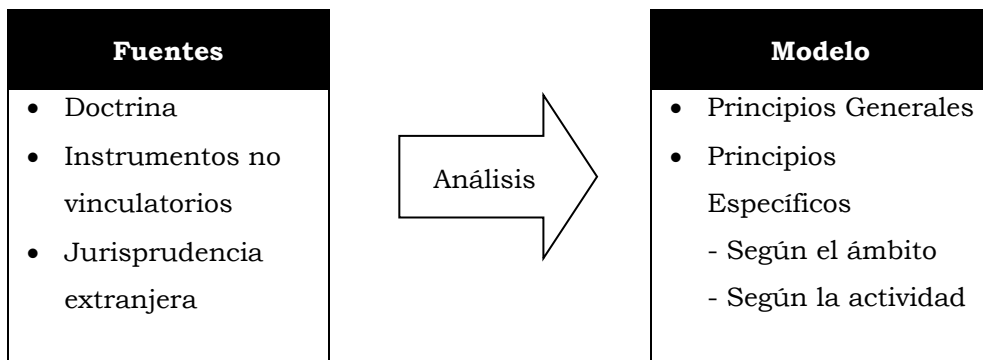 Fuentes
• Doctrina
• Instrumentos no
vinculatorios
• Jurisprudencia
extranjera
Análisis
Modelo
• Principios Generales
• Principios
Específicos
- Según el ámbito
- Según la actividad